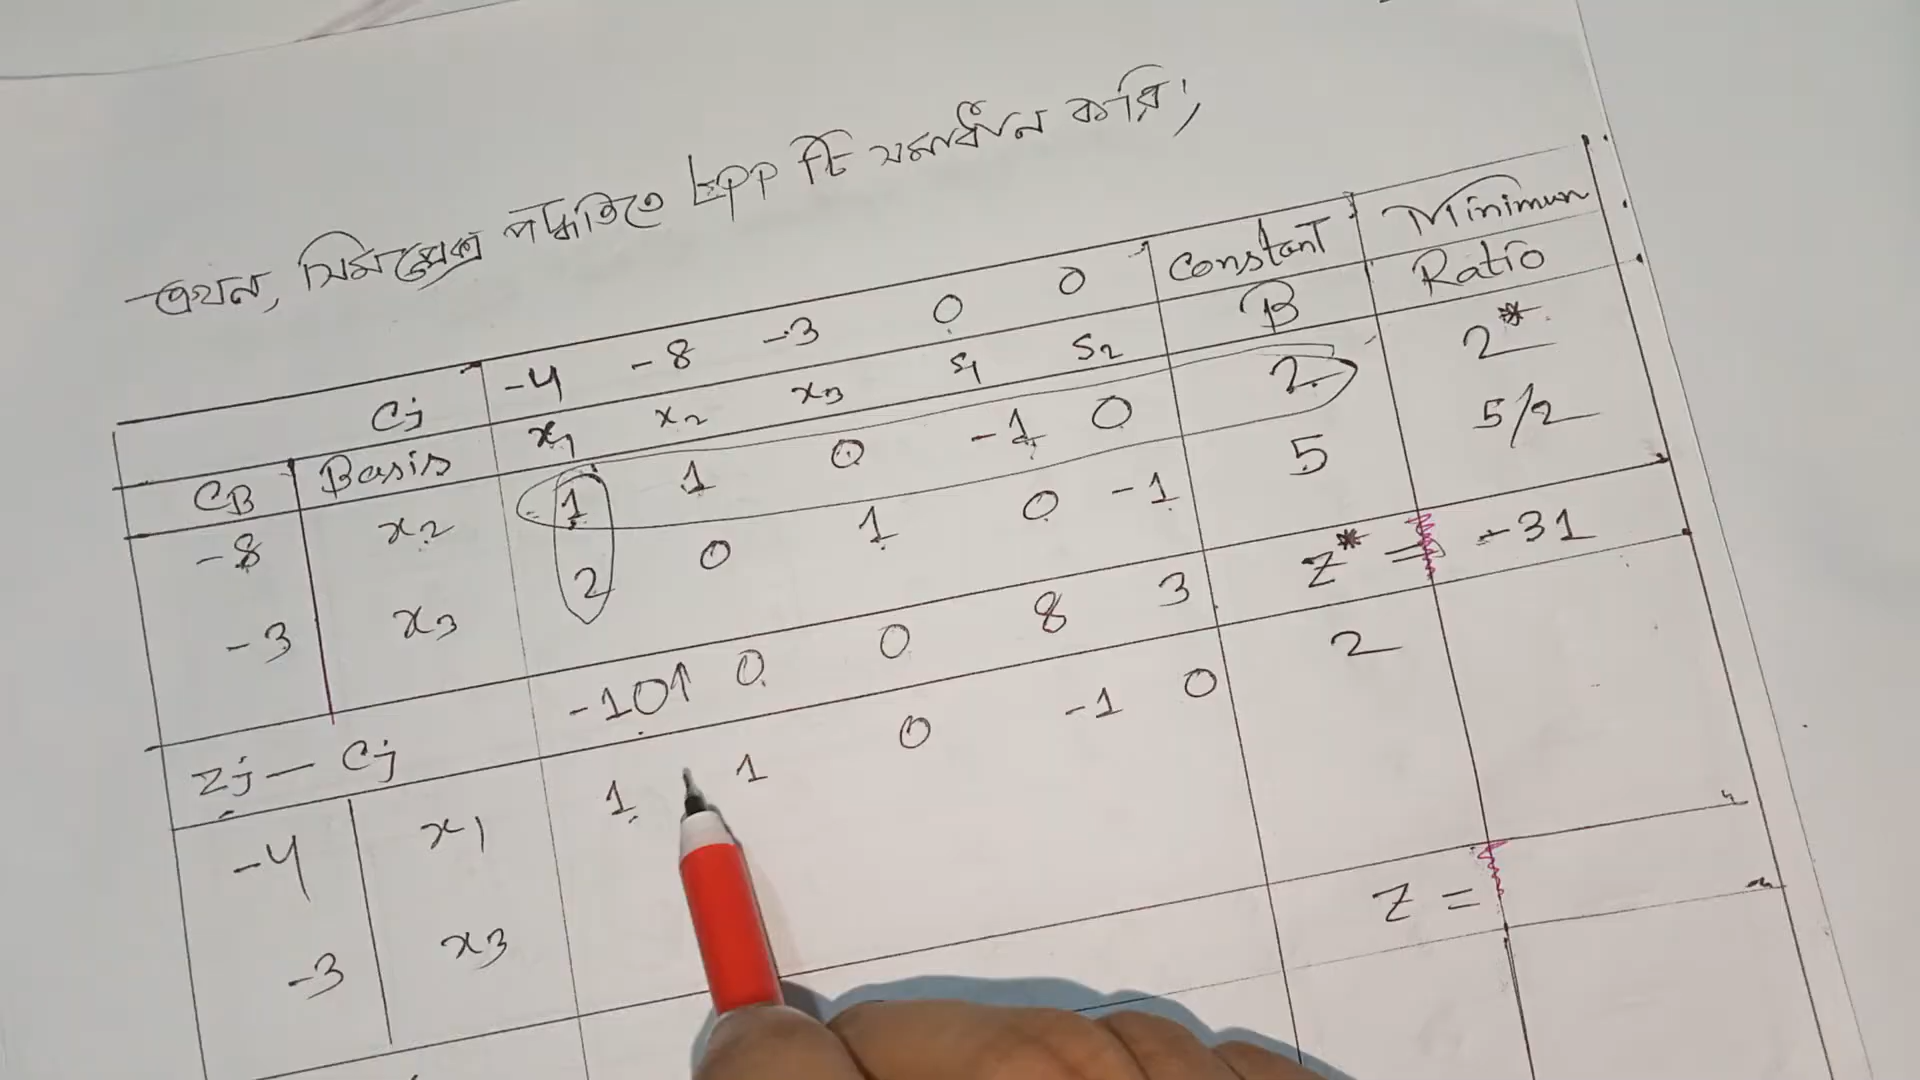 এখন, সিমপ্লেক্স পদ্ধতিতে LPP টি সমাধান করি,
Cj -4 -8 -3 0 0 Constant Minimum
CB Basis x1 x2 x3 s1 s2 B Ratio
-8 x2 1 1 0 -1 0 2 2*
-3 x3 2 0 1 0 -1 5 5/2
Zj - Cj -10↑ 0 0 8 3 Z* = -31
-4 x1 1 1 0 -1 0 2
-3 x3
Z =